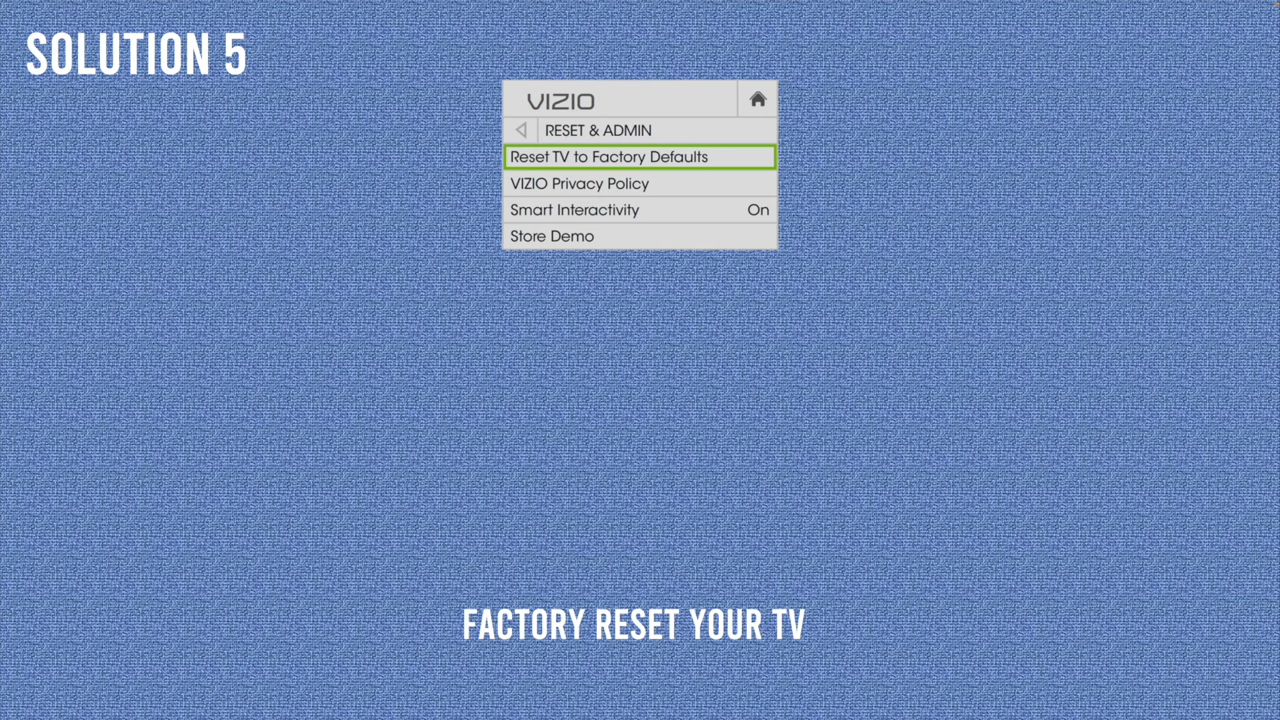 SOLUTION 5
VIZIO
RESET & ADMIN
Reset TV to Factory Defaults
VIZIO Privacy Policy
Smart Interactivity On
Store Demo
FACTORY RESET YOUR TV